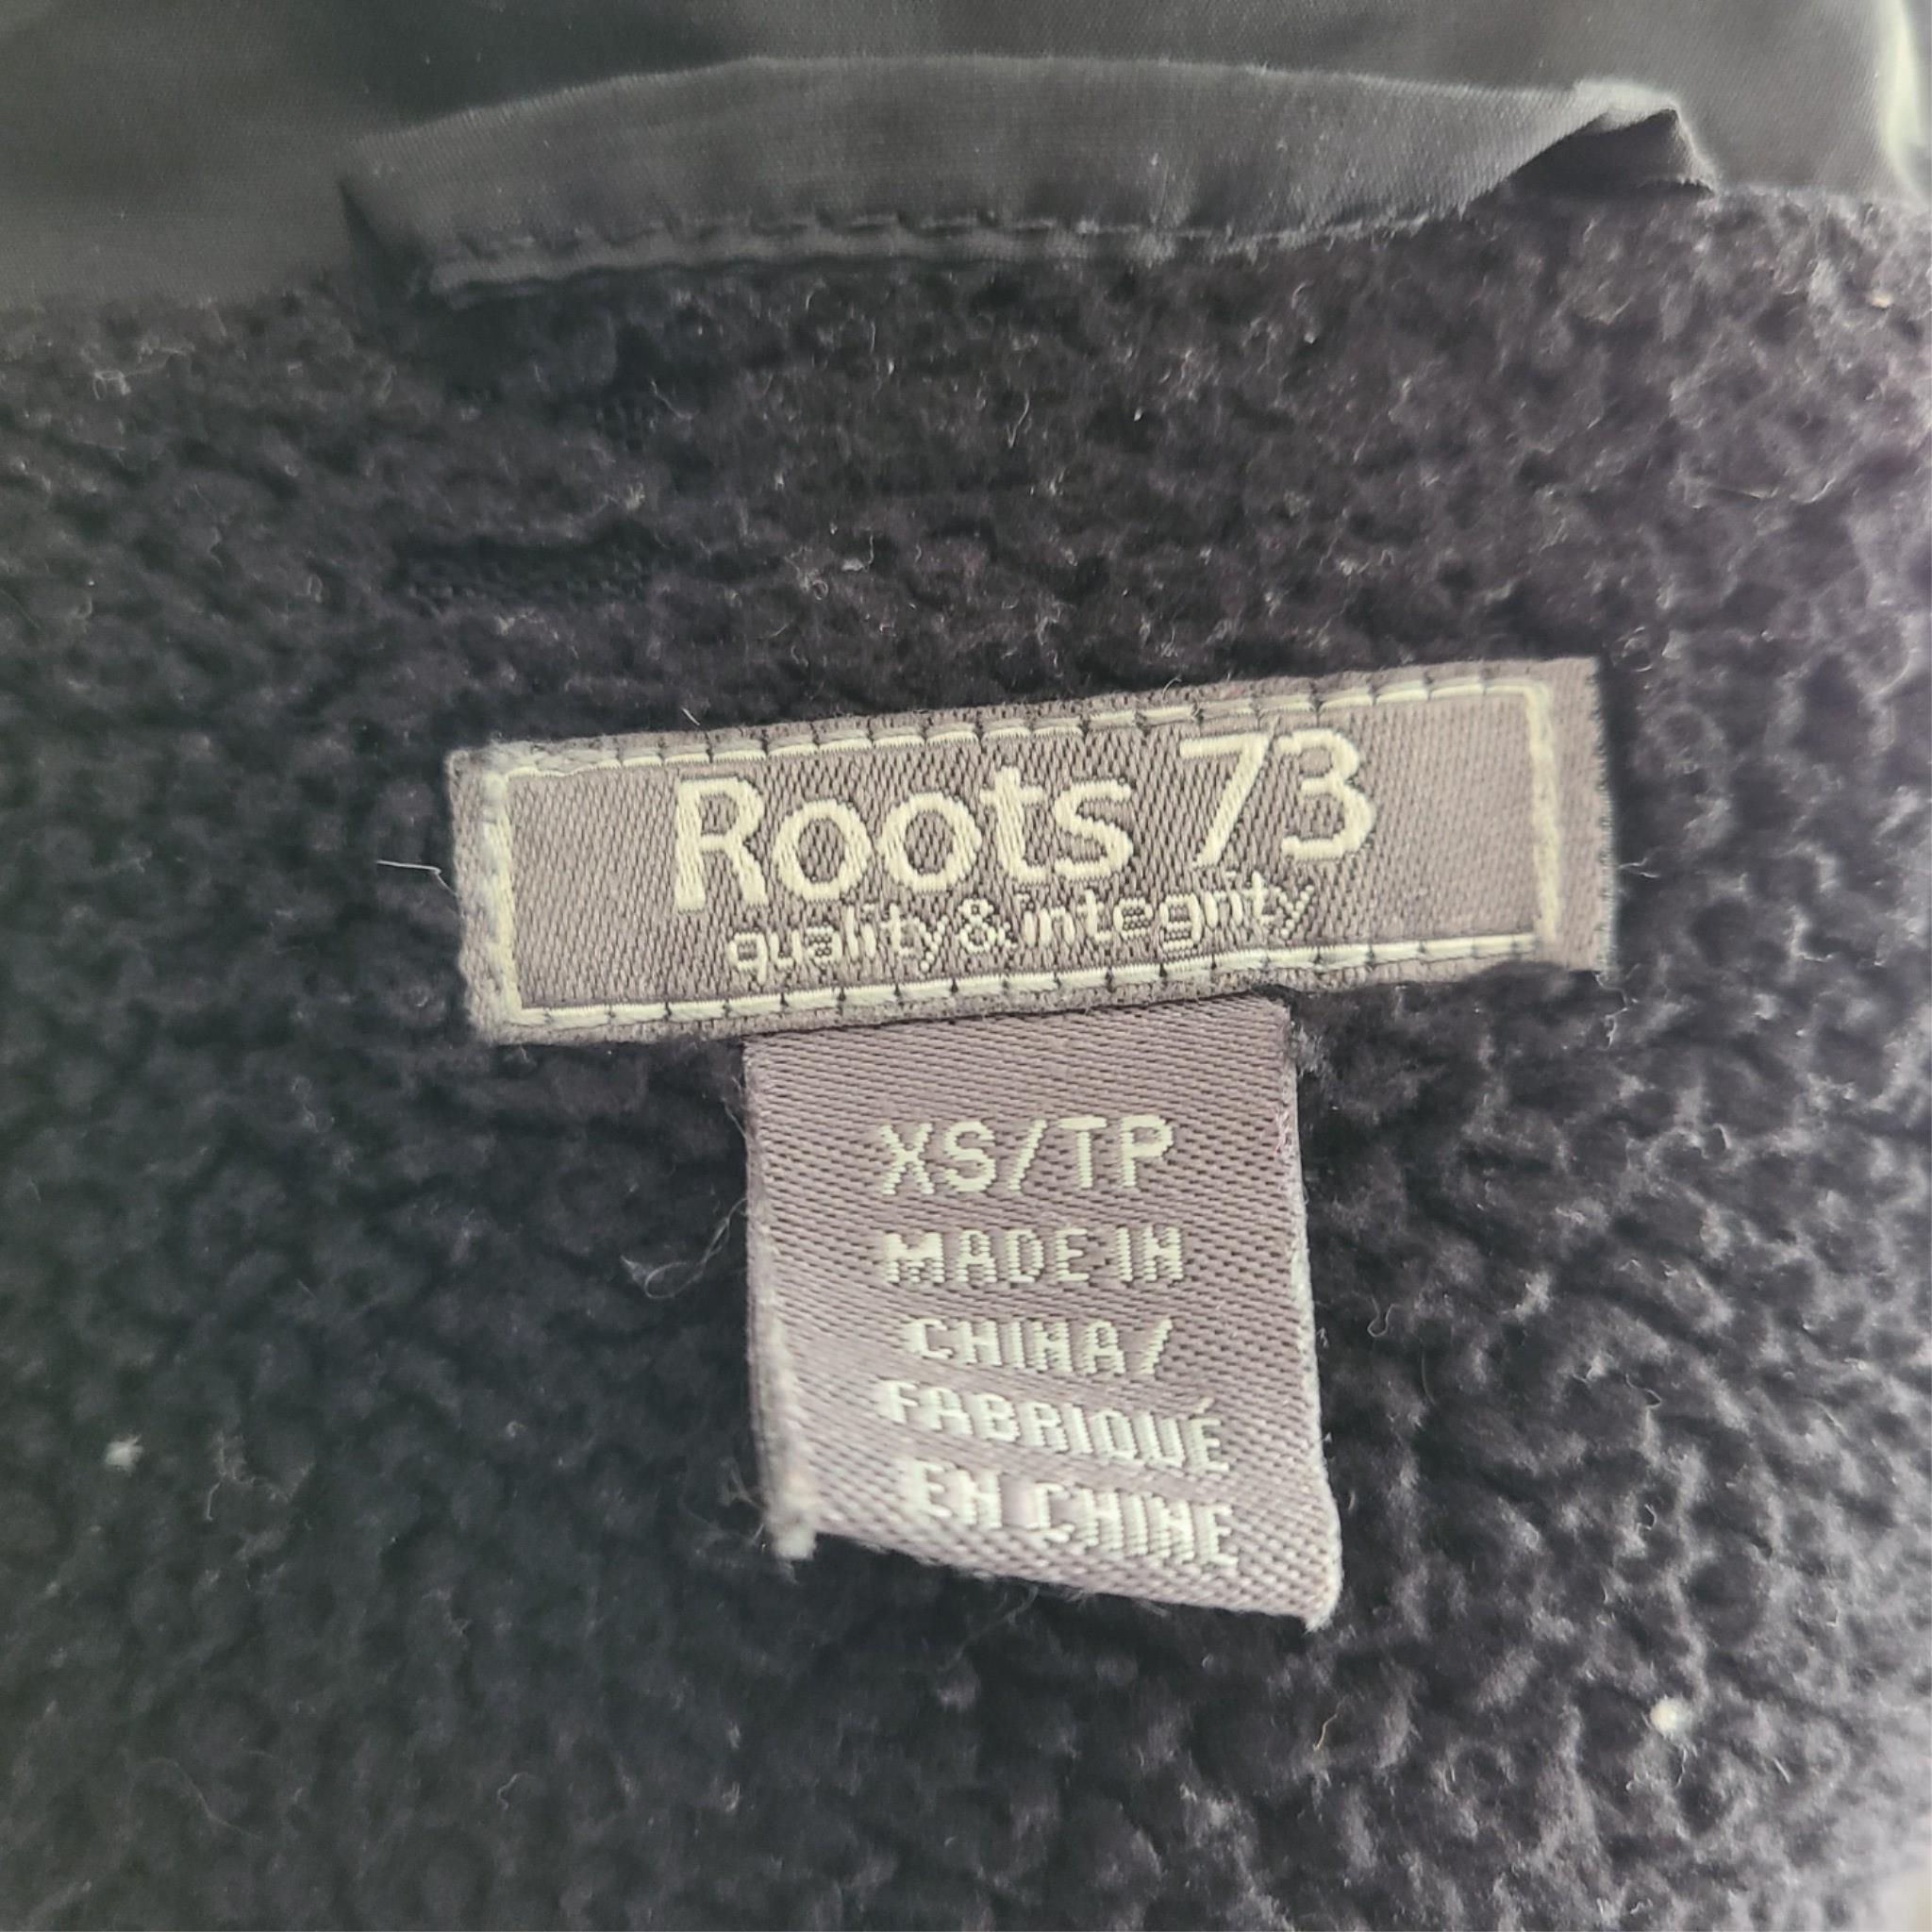 Roots 73
quality & integrity
XS/TP
MADE IN
CHINA/
FABRIQUÉ
EN CHINE